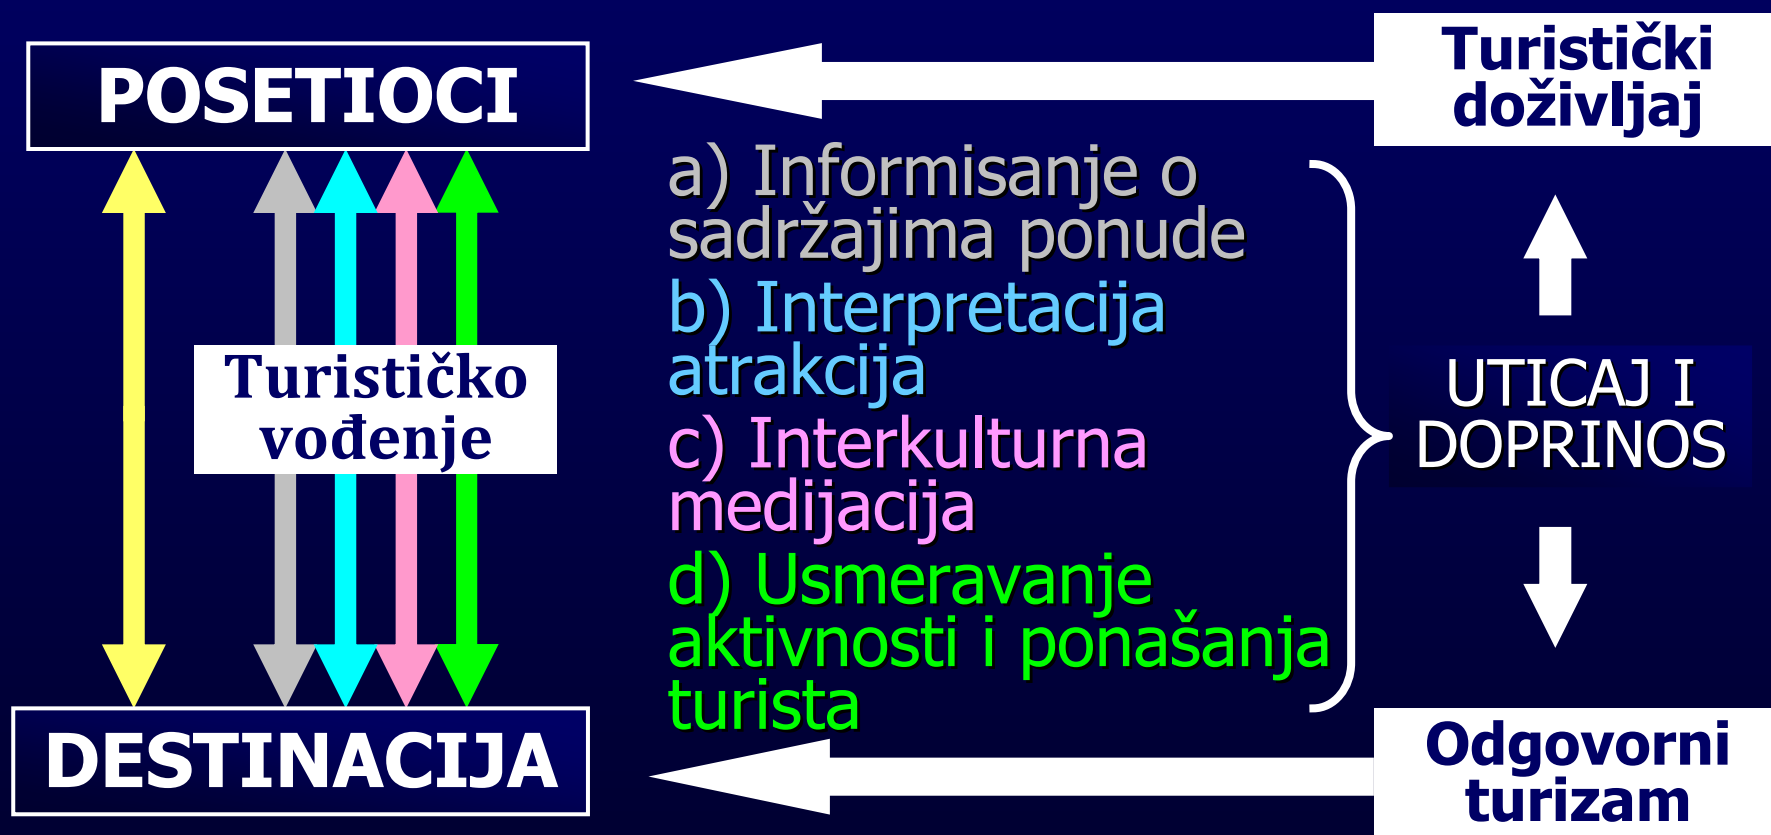 POSETIOCI
Turističko
vođenje
DESTINACIJA
a) Informisanje o
sadržajima ponude
b) Interpretacija
atrakcija
c) Interkulturna
medijacija
d) Usmeravanje
aktivnosti i ponašanja
turista
Turistički
doživljaj
UTICAJ I
DOPRINOS
Odgovorni
turizam